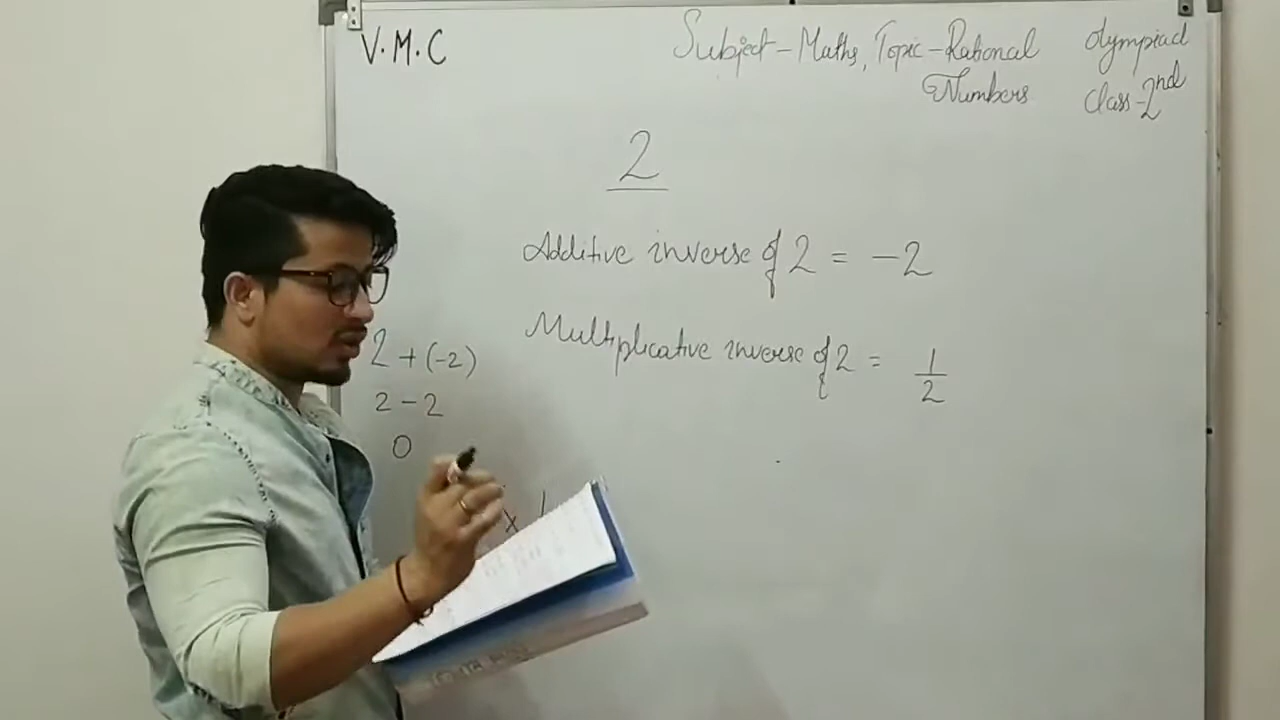 V.M.C
Subject-Maths, Topic-Rational
Numbers
Olympiad
Class-2nd
2
Additive inverse of 2 = -2
Multiplicative inverse of 2 = 1/2
2 + (-2)
2 - 2
0
x 1